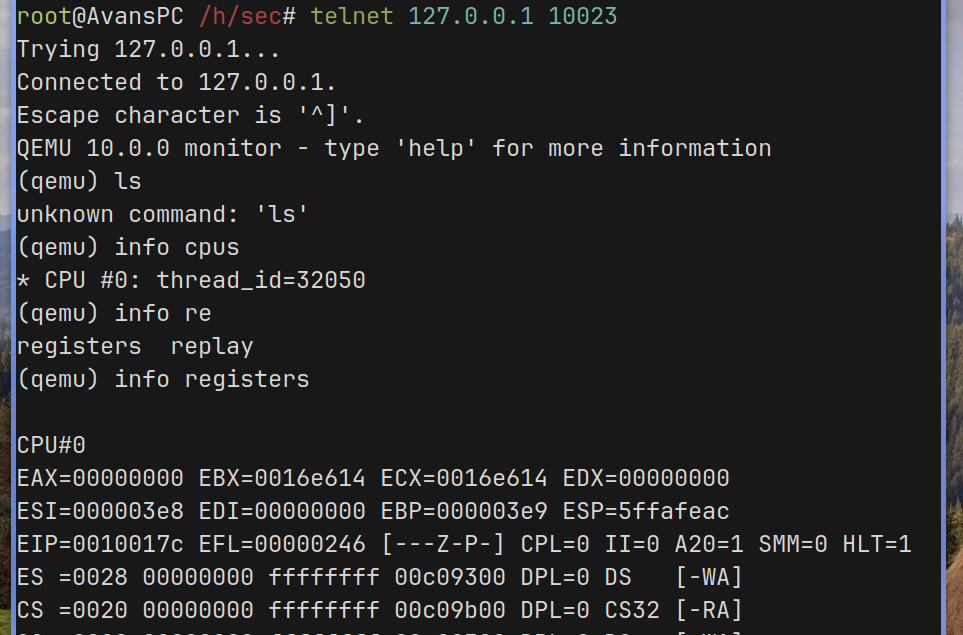 root@AvansPC /h/sec# telnet 127.0.0.1 10023
Trying 127.0.0.1...
Connected to 127.0.0.1.
Escape character is '^]'.
QEMU 10.0.0 monitor - type 'help' for more information
(qemu) ls
unknown command: 'ls'
(qemu) info cpus
* CPU #0: thread_id=32050
(qemu) info re
registers  replay
(qemu) info registers

CPU#0
EAX=00000000 EBX=0016e614 ECX=0016e614 EDX=00000000
ESI=000003e8 EDI=00000000 EBP=000003e9 ESP=5ffafeac
EIP=0010017c EFL=00000246 [---Z-P-] CPL=0 II=0 A20=1 SMM=0 HLT=1
ES =0028 00000000 ffffffff 00c09300 DPL=0 DS   [-WA]
CS =0020 00000000 ffffffff 00c09b00 DPL=0 CS32 [-RA]